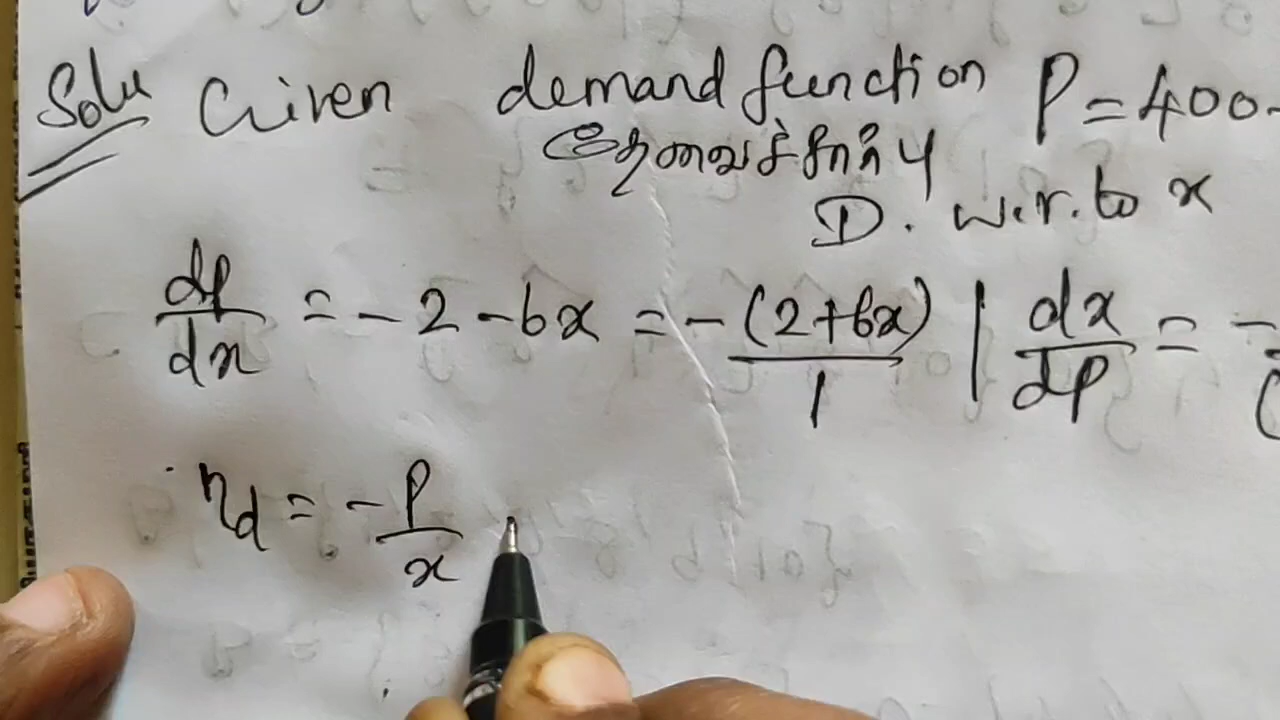 Solu Given demand function P = 400-
தேவைச்சார்பு
D. w.r.to x
dp/dx = -2 -6x = -(2+6x)/1 | dx/dp = -
ηd = -p/x